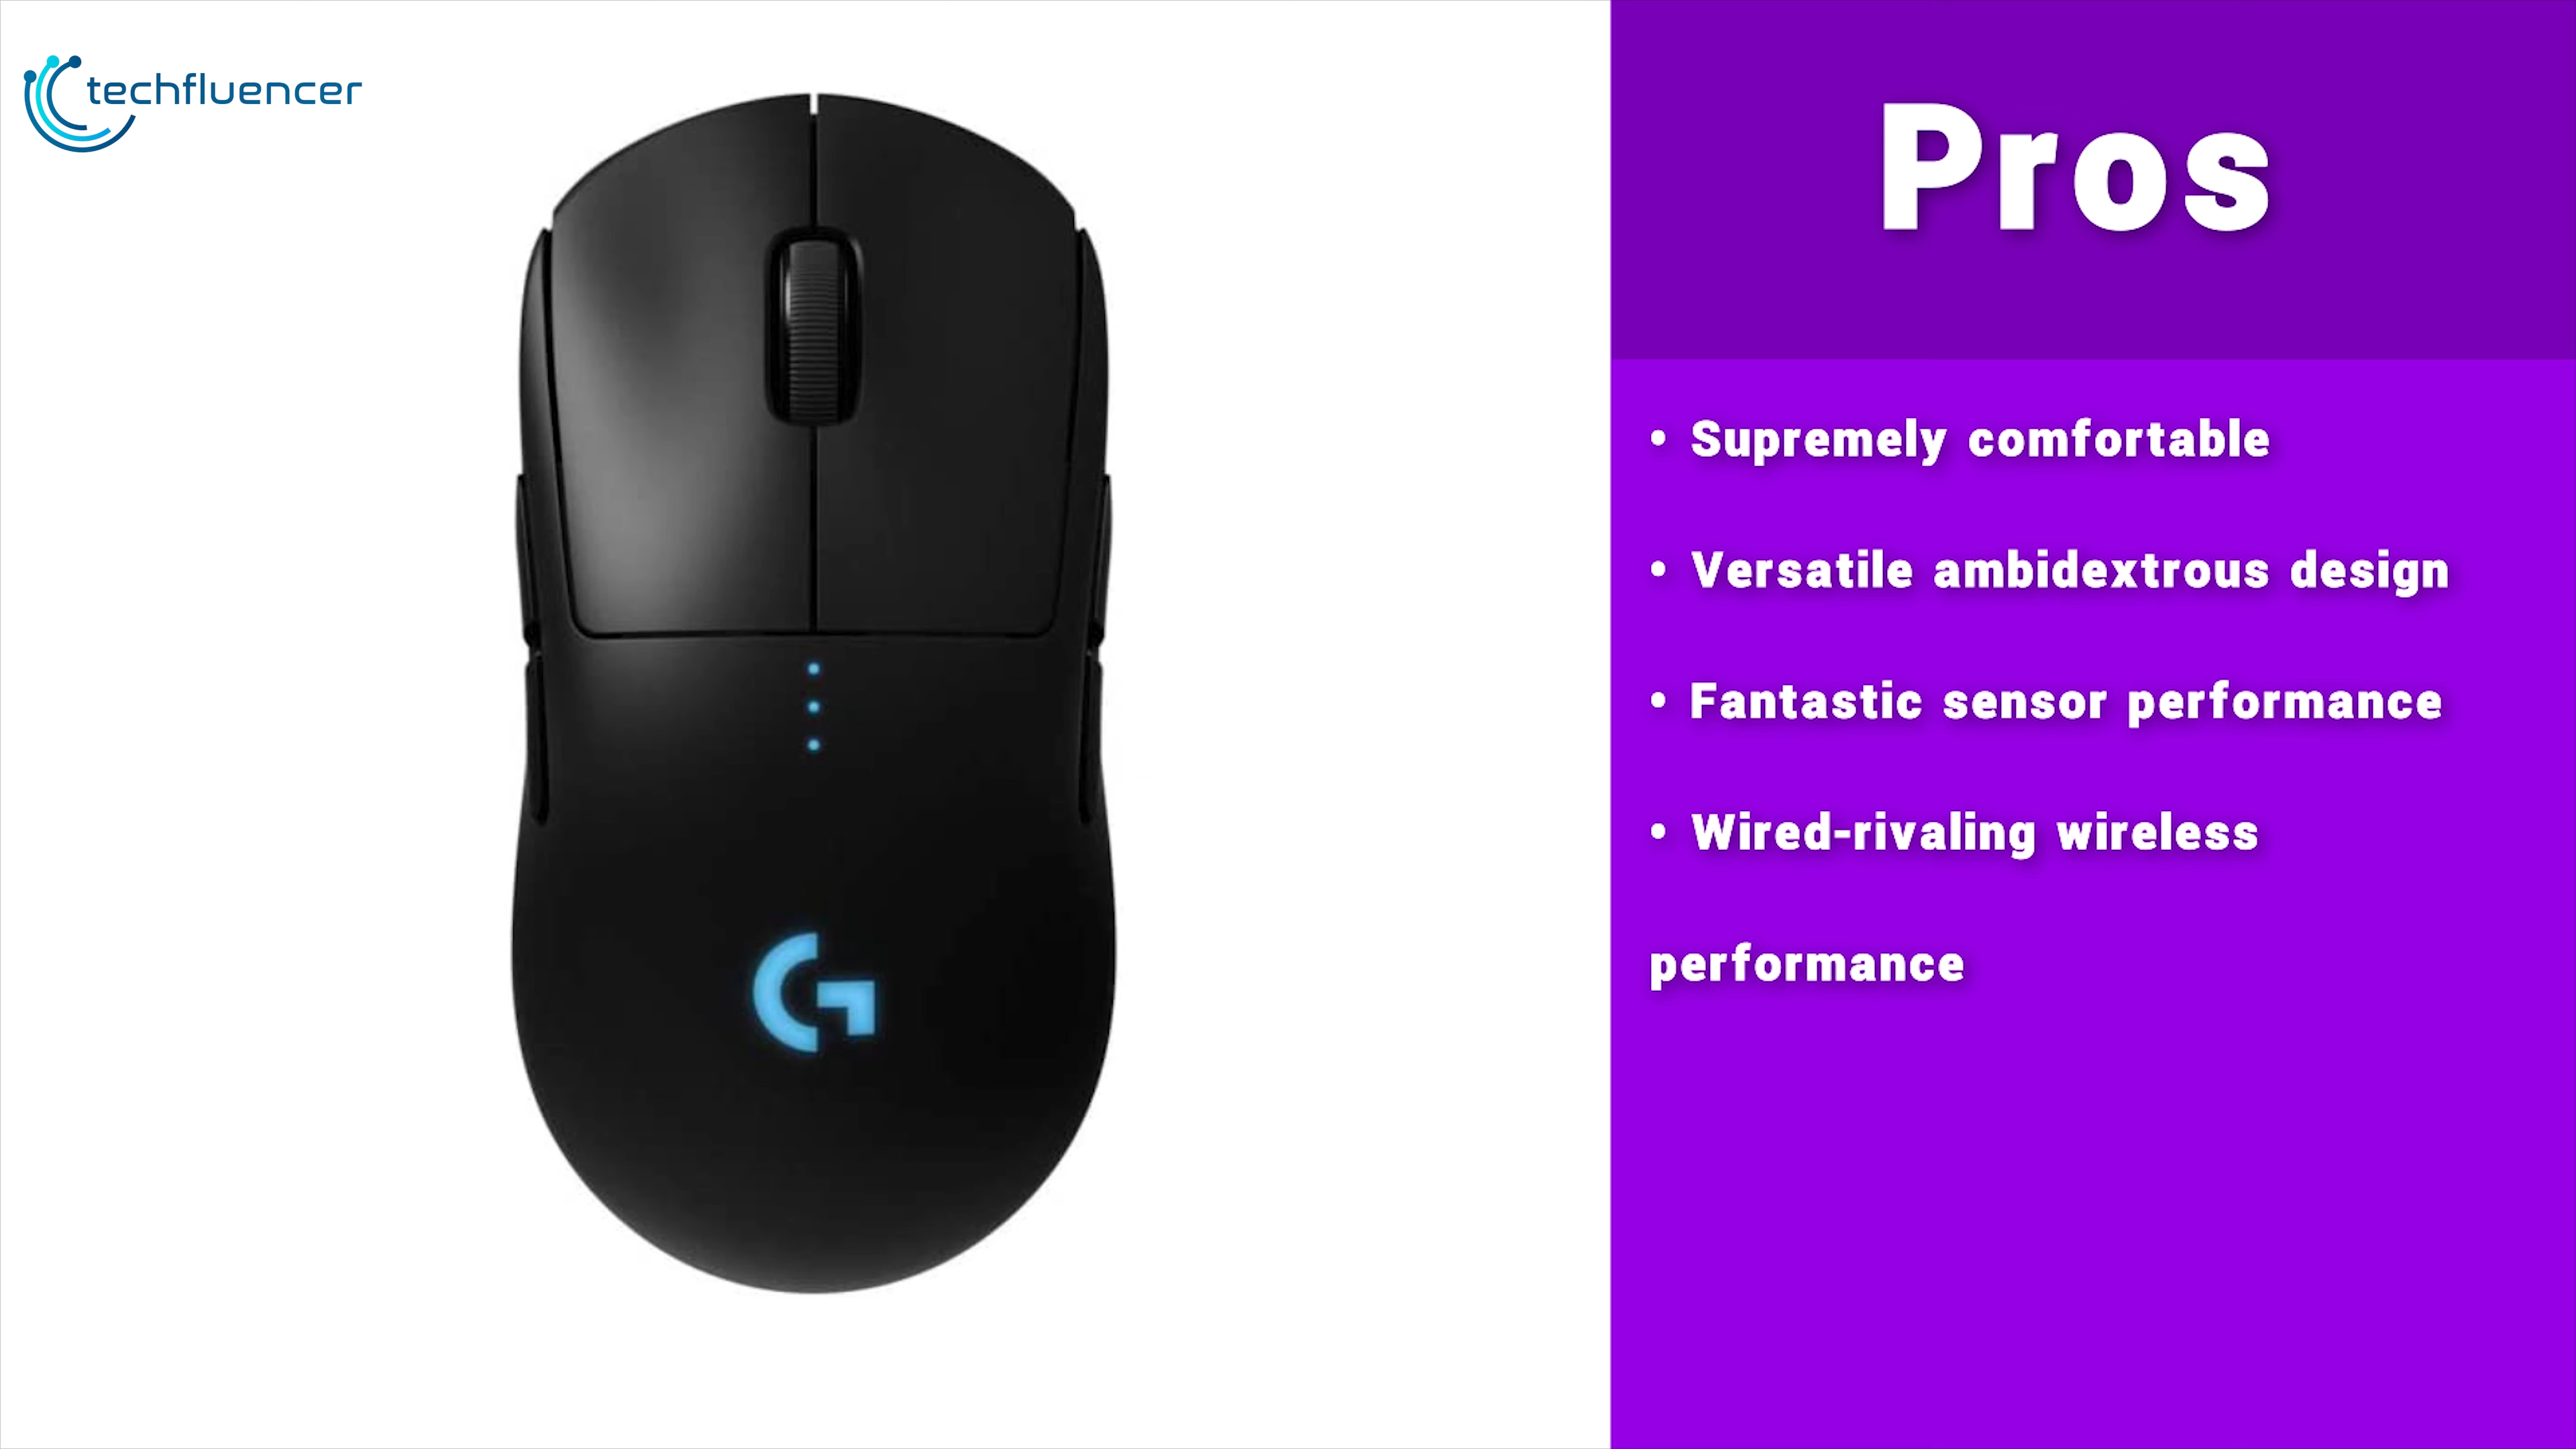 techfluencer
Pros
• Supremely comfortable
• Versatile ambidextrous design
• Fantastic sensor performance
• Wired-rivaling wireless
performance
G